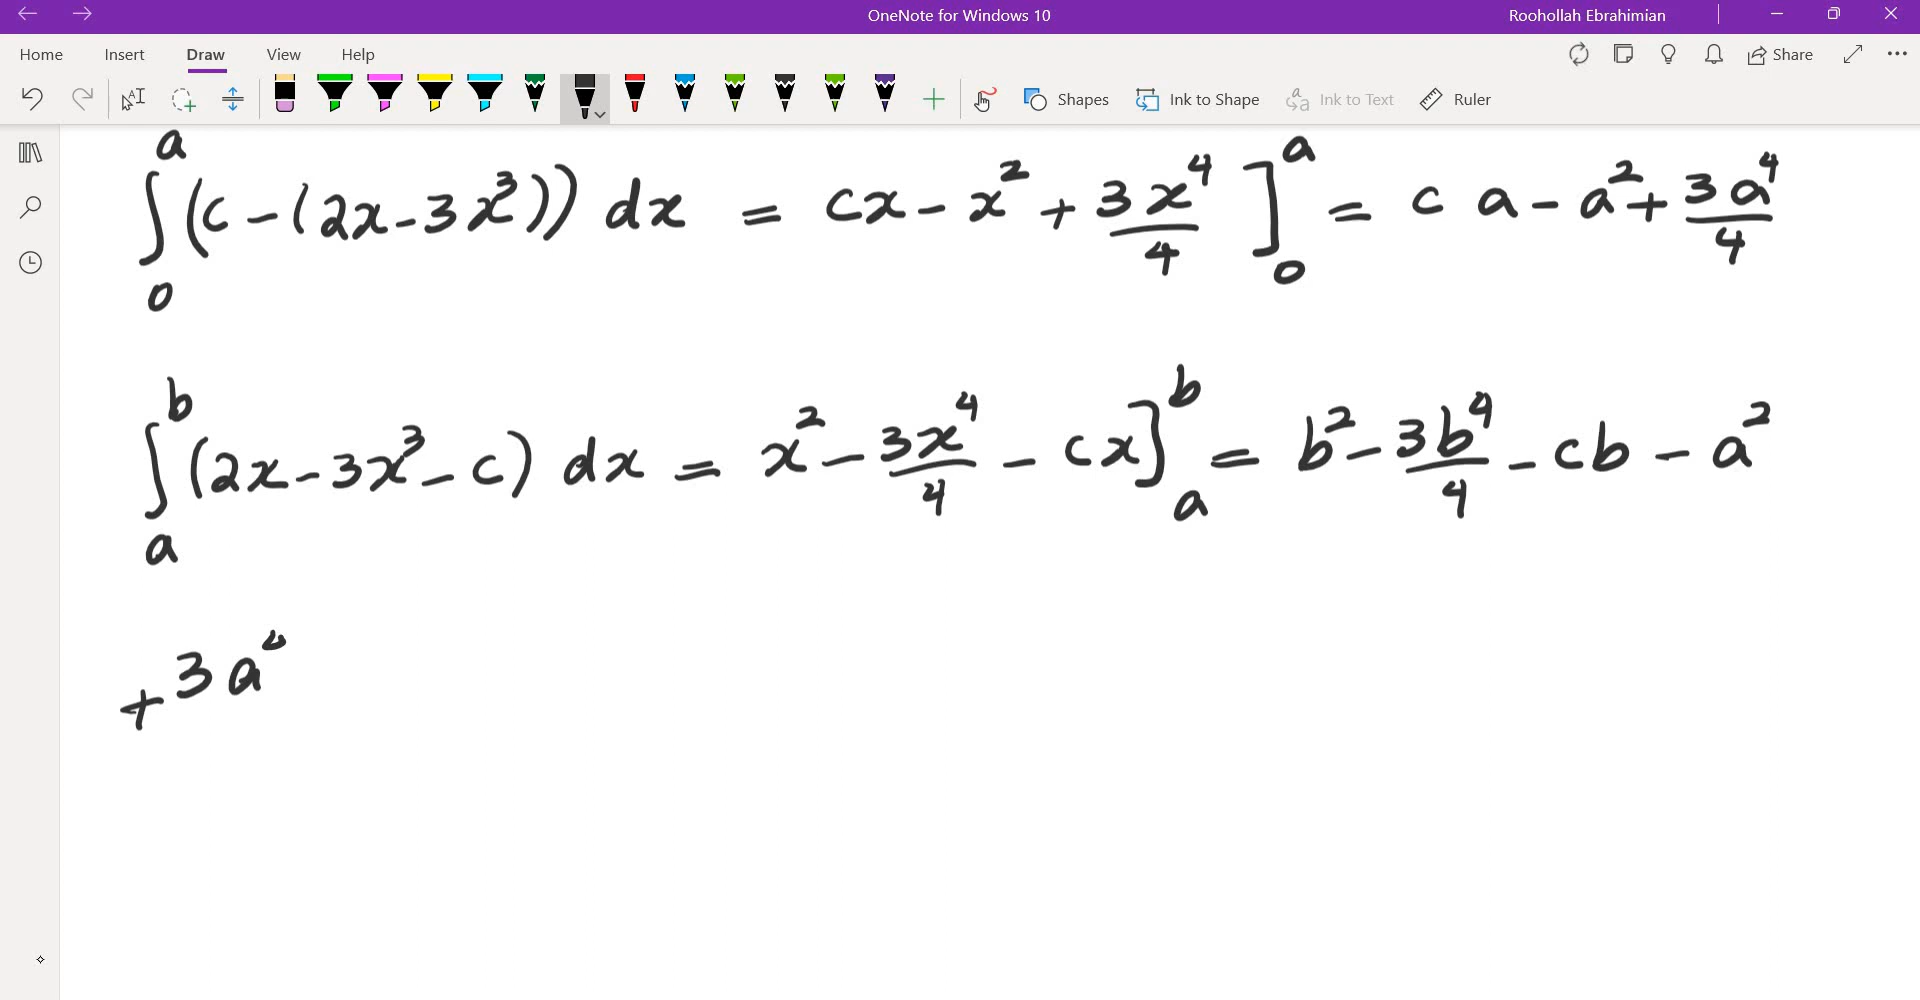 OneNote for Windows 10 Roohollah Ebrahimian
Home Insert Draw View Help Share
Shapes Ink to Shape Ink to Text Ruler
∫₀ᵃ (c - (2x - 3x³)) dx = cx - x² + 3x⁴/4 ]₀ᵃ = c a - a² + 3a⁴/4
∫ₐᵇ (2x - 3x³ - c) dx = x² - 3x⁴/4 - cx ]ₐᵇ = b² - 3b⁴/4 - cb - a²
+ 3a⁴